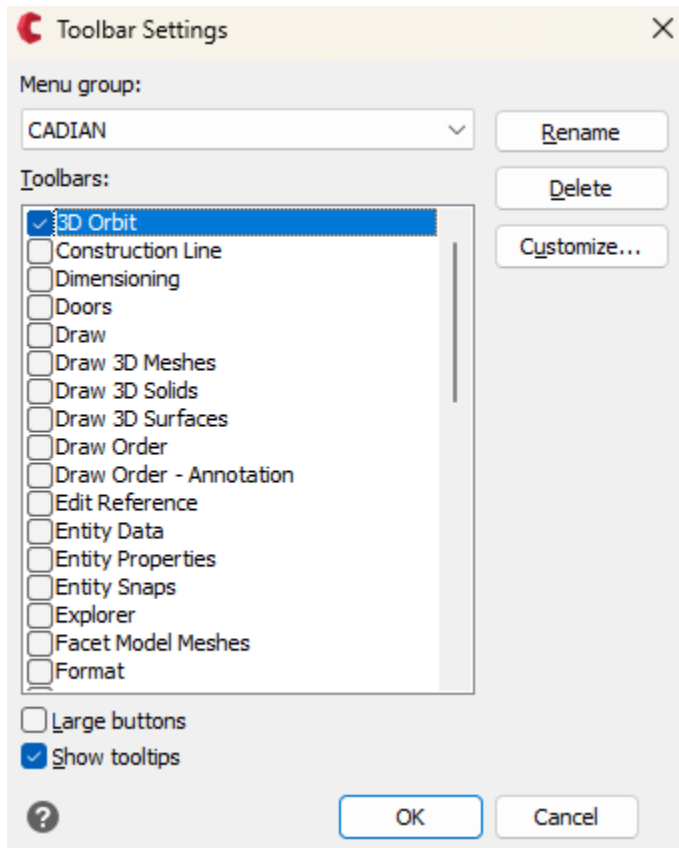 Toolbar Settings
Menu group:
CADIAN
Rename
Toolbars:
Delete
Customize...
3D Orbit
Construction Line
Dimensioning
Doors
Draw
Draw 3D Meshes
Draw 3D Solids
Draw 3D Surfaces
Draw Order
Draw Order - Annotation
Edit Reference
Entity Data
Entity Properties
Entity Snaps
Explorer
Facet Model Meshes
Format
Large buttons
Show tooltips
?
OK
Cancel